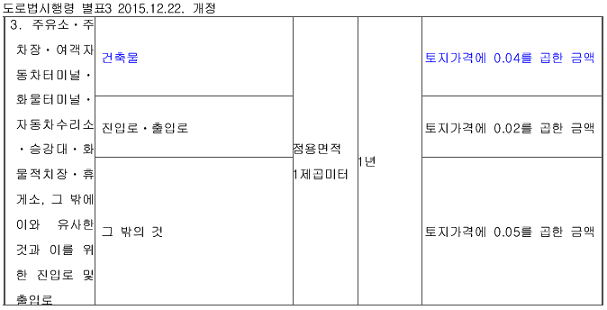 도로법시행령 별표3 2015.12.22. 개정
3. 주유소·주
차장·여객자
동차터미널·
화물터미널·
자동차수리소
·승강대·화
물적치장·휴
게소, 그 밖에
이와 유사한
것과 이를 위
한 진입로 및
출입로
건축물
진입로·출입로
그 밖의 것
점용면적
1제곱미터
1년
토지가격에 0.04를 곱한 금액
토지가격에 0.02를 곱한 금액
토지가격에 0.05를 곱한 금액